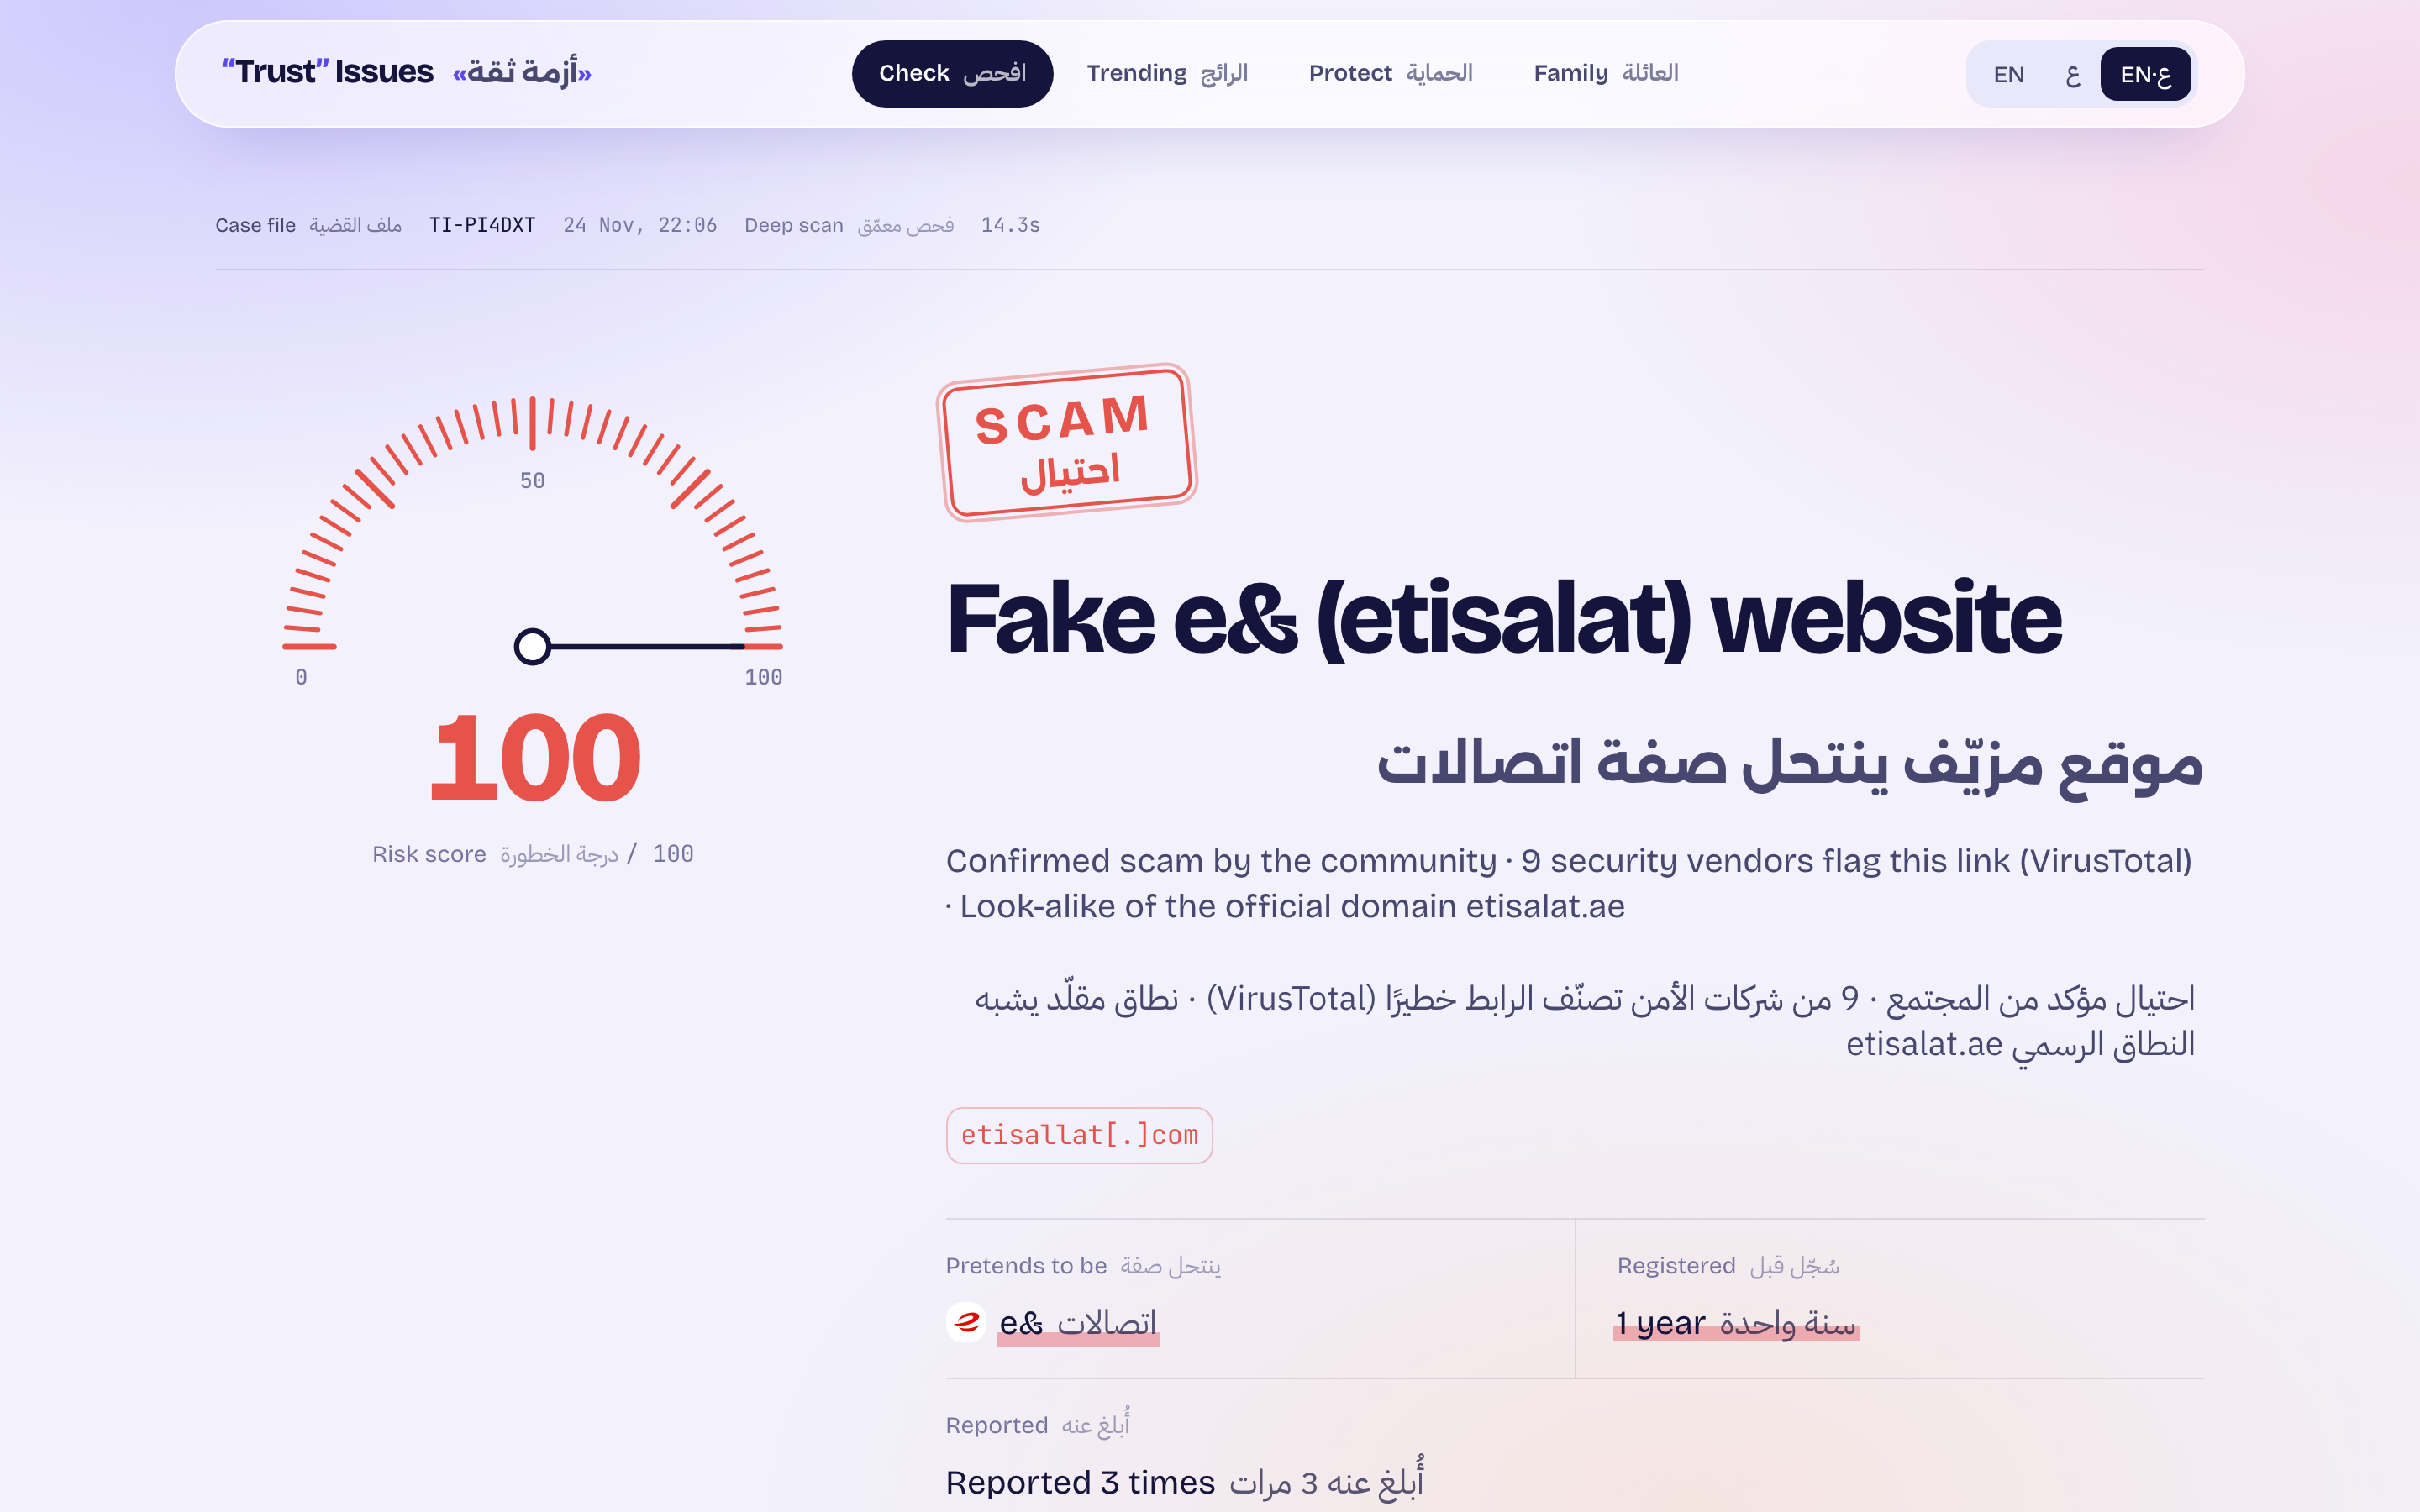 “Trust” Issues «أزمة ثقة»
Check افحص
Trending الرائج
Protect الحماية
Family العائلة
EN ع EN·ع
Case file ملف القضية TI-PI4DXT 24 Nov, 22:06 Deep scan فحص معمّق 14.3s
50
0
100
100
Risk score درجة الخطورة / 100
SCAM
احتيال
Fake e& (etisalat) website
موقع مزيّف ينتحل صفة اتصالات
Confirmed scam by the community · 9 security vendors flag this link (VirusTotal)
· Look-alike of the official domain etisalat.ae
احتيال مؤكد من المجتمع · 9 من شركات الأمن تصنّف الرابط خطيرًا (VirusTotal) · نطاق مقلّد يشبه
النطاق الرسمي etisalat.ae
etisallat[.]com
Pretends to be ينتحل صفة
e& اتصالات
Registered سُجّل قبل
1 year سنة واحدة
Reported أُبلغ عنه
Reported 3 times أُبلغ عنه 3 مرات